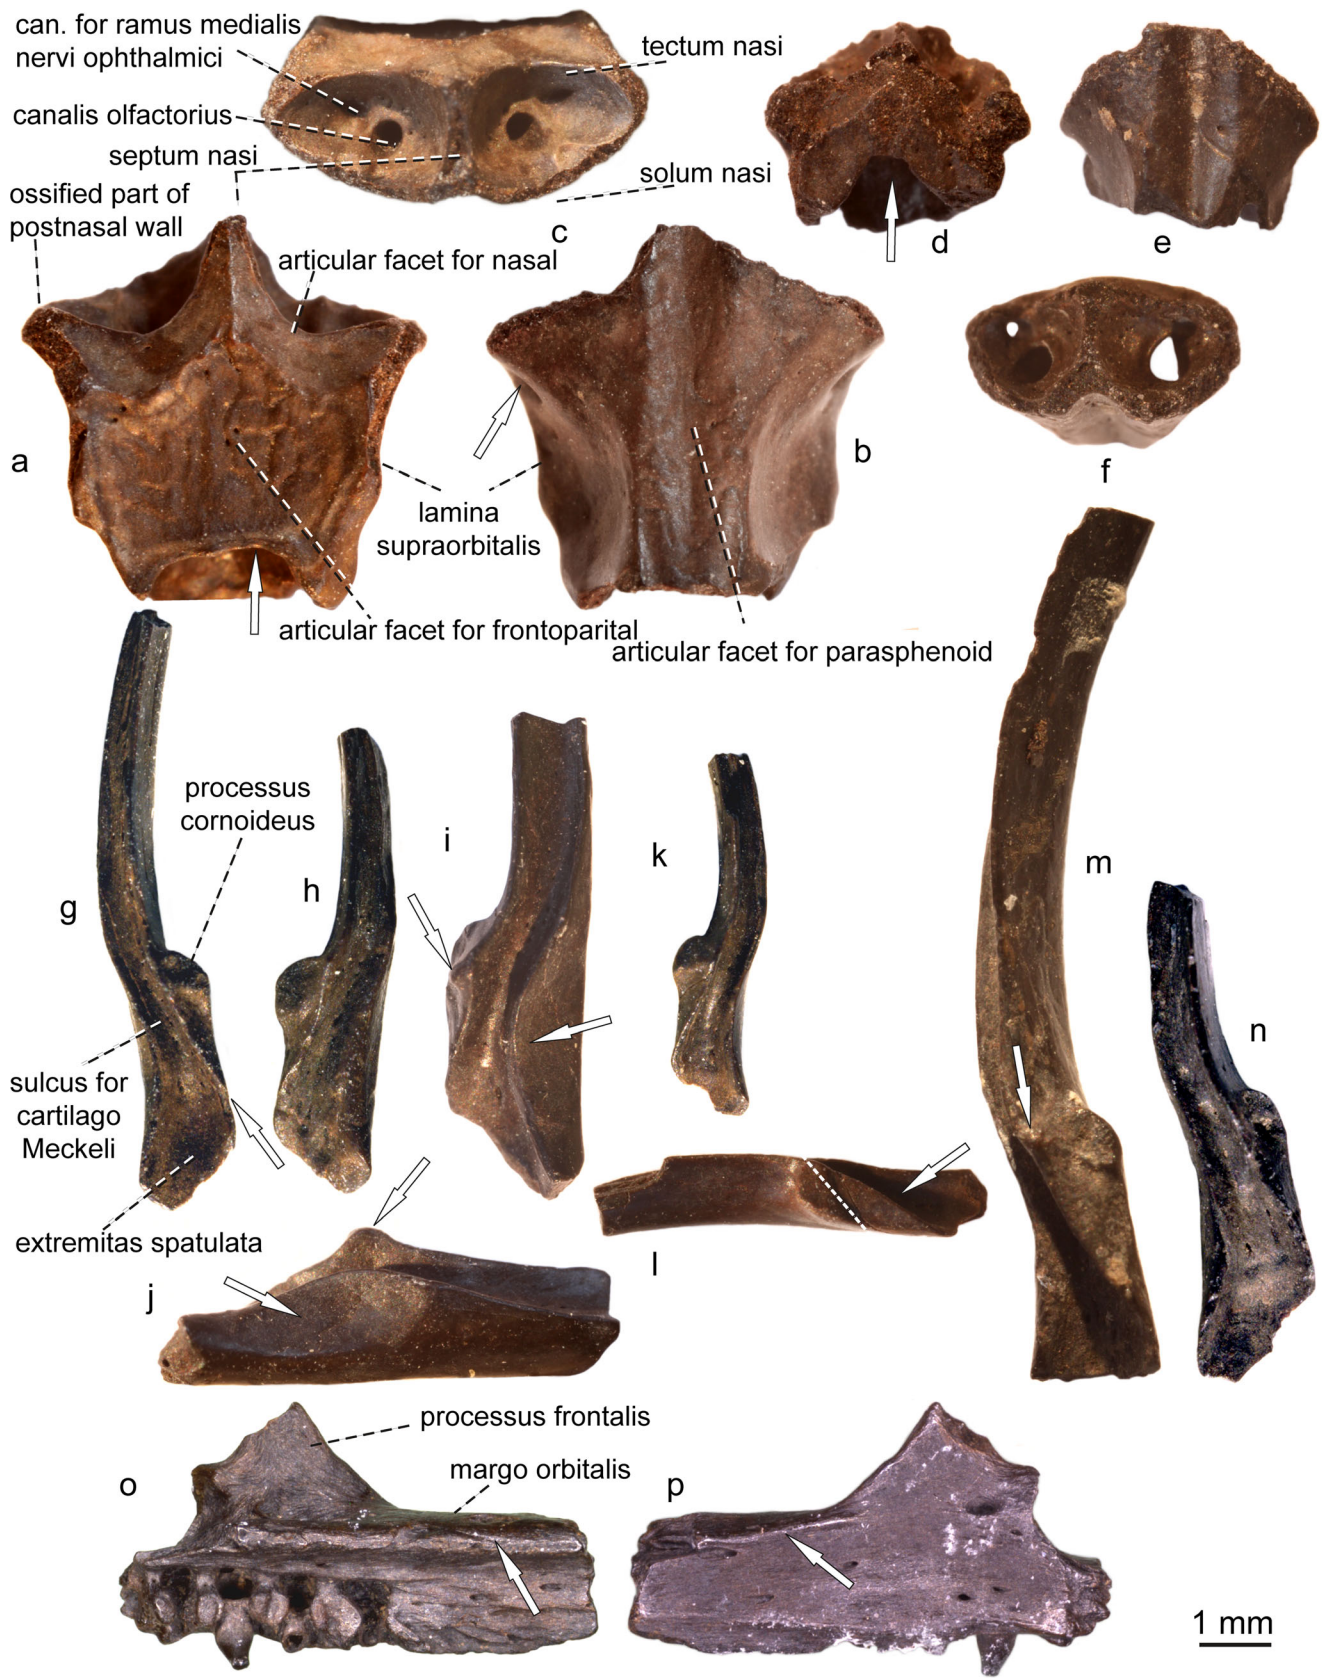 can. for ramus medialis
nervi ophthalmici
tectum nasi
canalis olfactorius
septum nasi
solum nasi
ossified part of
postnasal wall
c
d
e
articular facet for nasal
a
b
f
lamina
supraorbitalis
articular facet for frontoparital
articular facet for parasphenoid
processus
cornoideus
i
k
m
g
h
n
sulcus for
cartilago
Meckeli
extremitas spatulata
l
j
processus frontalis
margo orbitalis
o
p
1 mm